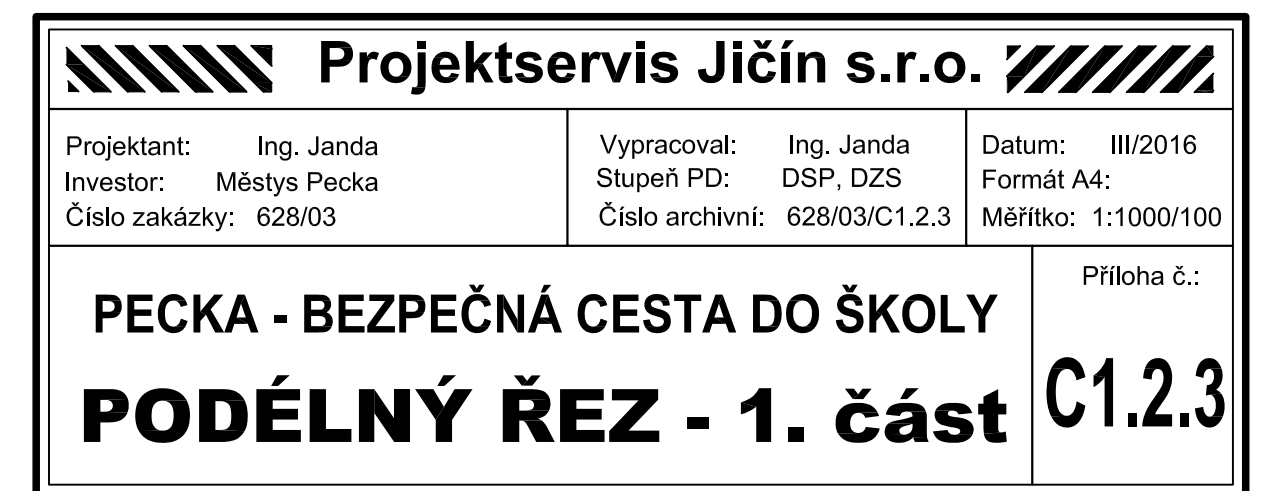 Projektservis Jičín s.r.o.
Projektant: Ing. Janda
Investor: Městys Pecka
Číslo zakázky: 628/03
Vypracoval: Ing. Janda
Stupeň PD: DSP, DZS
Číslo archivní: 628/03/C1.2.3
Datum: III/2016
Formát A4:
Měřítko: 1:1000/100
PECKA - BEZPEČNÁ CESTA DO ŠKOLY
PODÉLNÝ ŘEZ - 1. část
Příloha č.:
C1.2.3